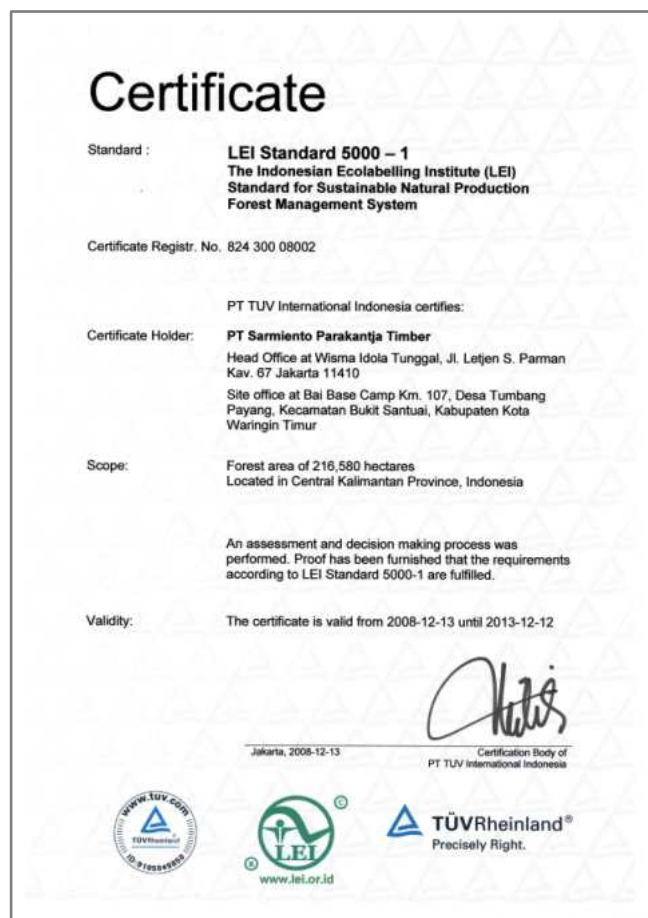 Certificate
Standard :
LEI Standard 5000 – 1
The Indonesian Ecolabelling Institute (LEI)
Standard for Sustainable Natural Production
Forest Management System
Certificate Registr. No. 824 300 08002
PT TUV International Indonesia certifies:
Certificate Holder:
PT Sarmiento Parakantja Timber
Head Office at Wisma Idola Tunggal, Jl. Letjen S. Parman
Kav. 67 Jakarta 11410
Site office at Bai Base Camp Km. 107, Desa Tumbang
Payang, Kecamatan Bukit Santuai, Kabupaten Kota
Waringin Timur
Scope:
Forest area of 216,580 hectares
Located in Central Kalimantan Province, Indonesia
An assessment and decision making process was
performed. Proof has been furnished that the requirements
according to LEI Standard 5000-1 are fulfilled.
Validity:
The certificate is valid from 2008-12-13 until 2013-12-12
Jakarta, 2008-12-13
Certification Body of
PT TUV International Indonesia
www.tuv.com
TÜVRheinland
LEI
www.lei.or.id
TÜVRheinland®
Precisely Right.